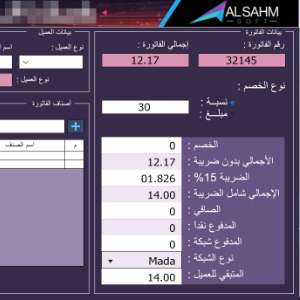 ALSAHM
SOFT
بيانات الفاتورة
رقم الفاتورة :
إجمالي الفاتورة :
32145
12.17
نوع الخصم :
نسبة :
مبلغ :
30
الخصم : 0
الأجمالي بدون ضريبة : 12.17
الضريبة 15% : 01.826
الإجمالي شامل الضريبة : 14.00
الصافي : 0
المدفوع نقداً : 0
المدفوع شبكة : 0
نوع الشبكة : Mada
المتبقي للعميل : 14.00
بيانات العميل
نوع العميل :
نوع العميل :
أصناف الفاتورة
+
م
اسم الصنف